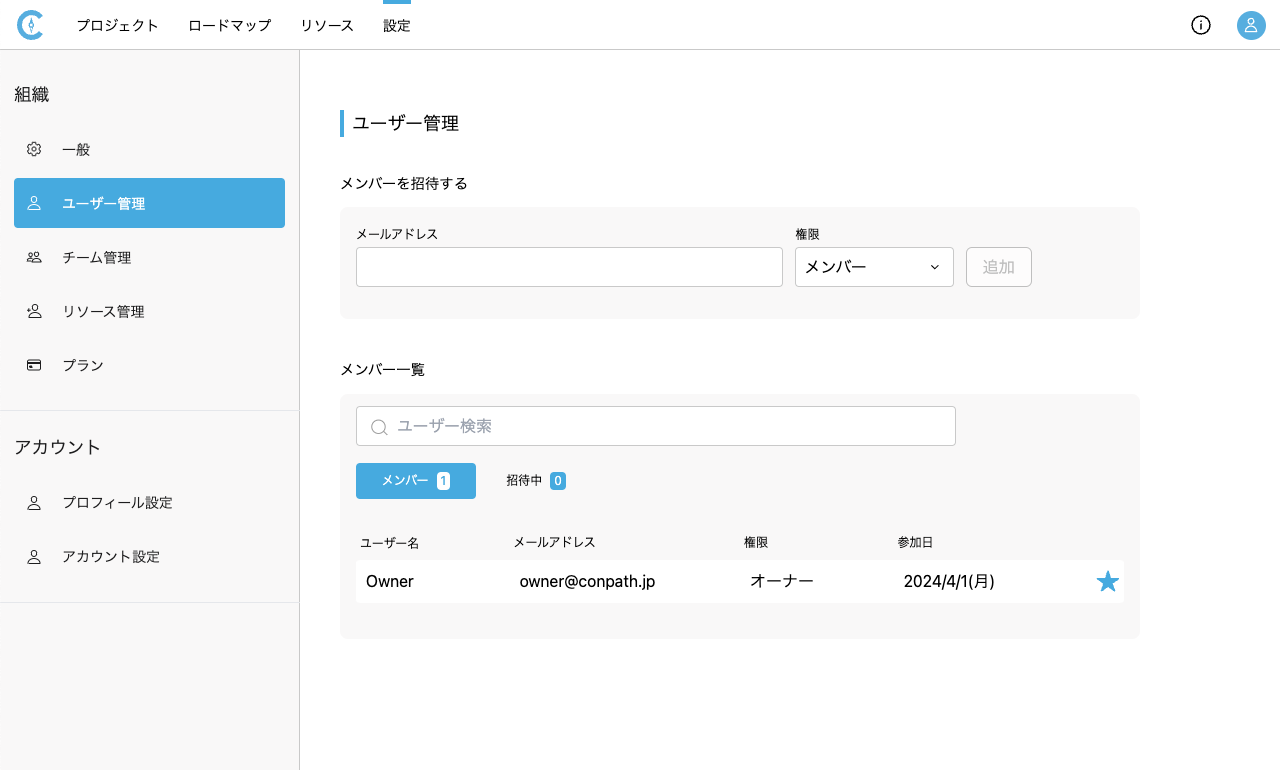 プロジェクト ロードマップ リソース 設定
組織
一般
ユーザー管理
チーム管理
リソース管理
プラン
アカウント
プロフィール設定
アカウント設定
ユーザー管理
メンバーを招待する
メールアドレス 権限
メンバー 追加
メンバー一覧
ユーザー検索
メンバー 1 招待中 0
ユーザー名 メールアドレス 権限 参加日
Owner owner@conpath.jp オーナー 2024/4/1(月)